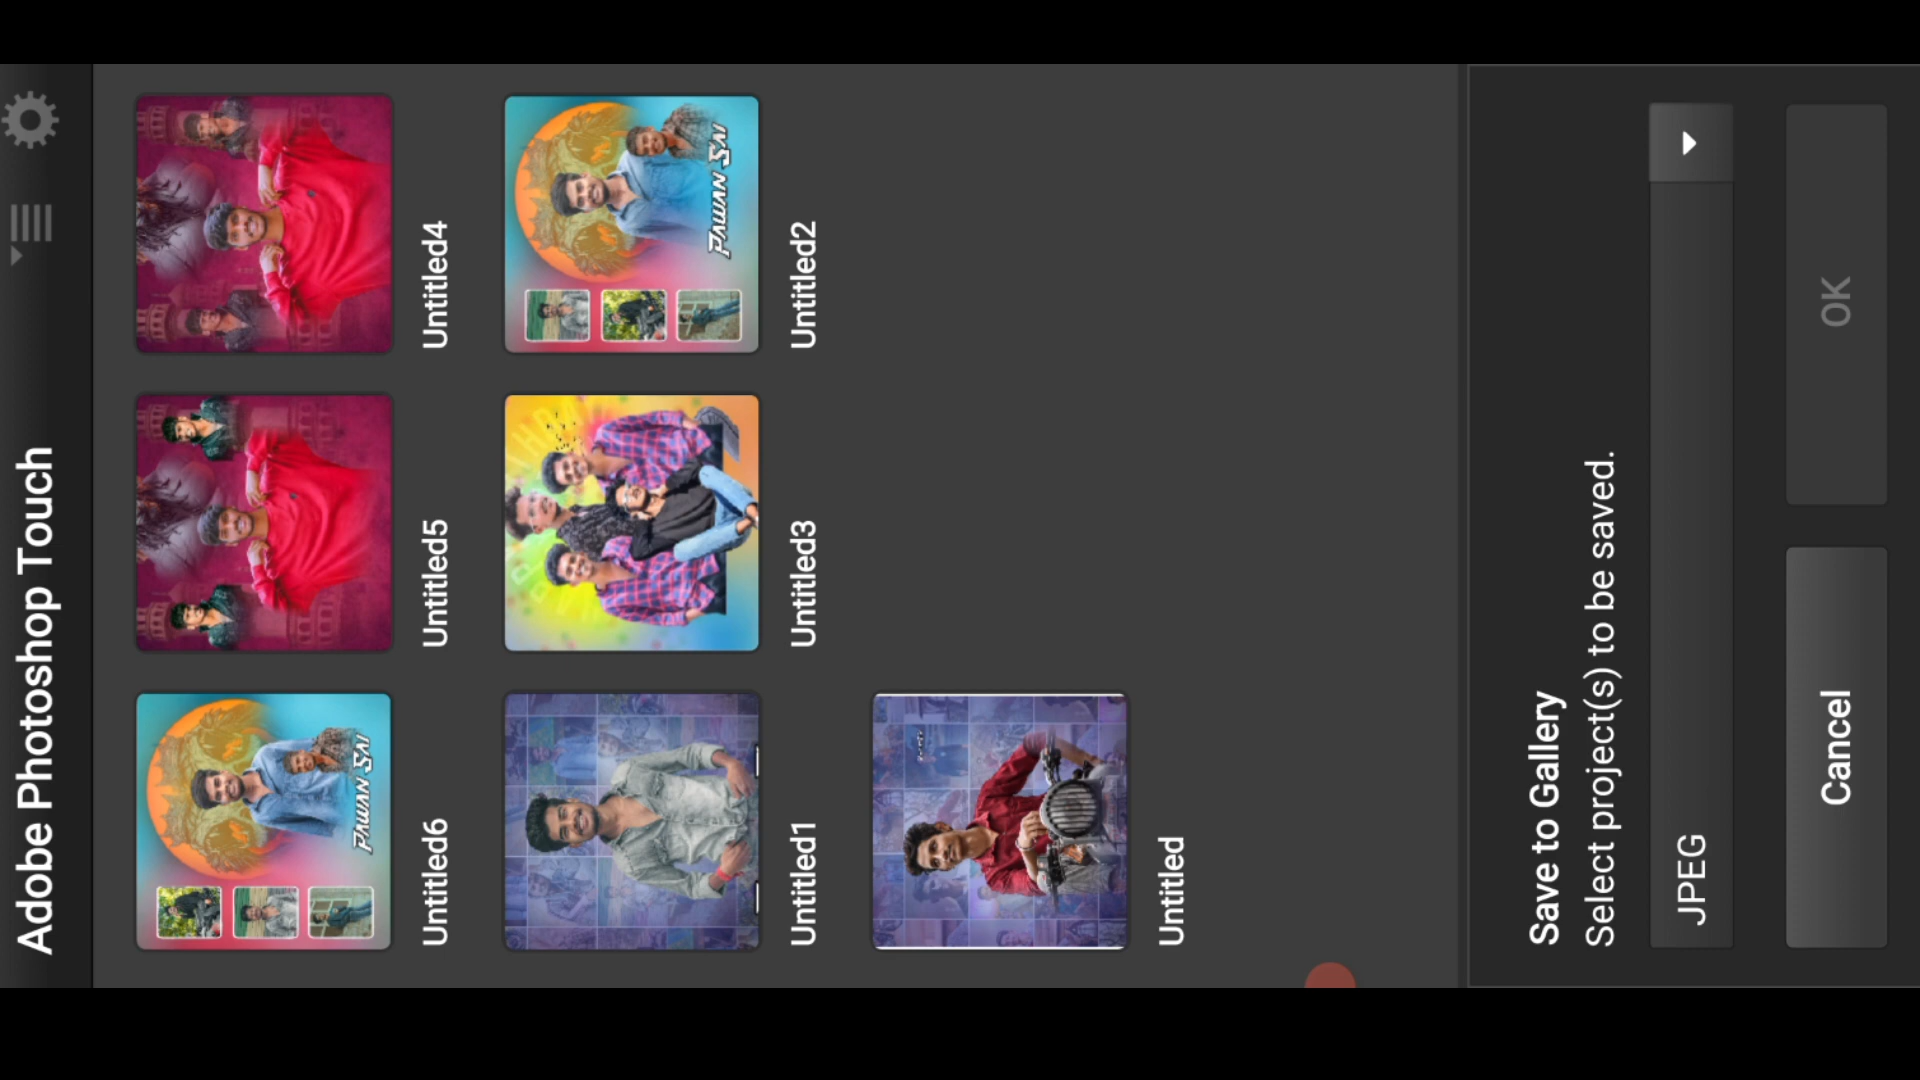 Adobe Photoshop Touch
PAWAN SAI
PAWAN SAI
Untitled6
Untitled5
Untitled4
Untitled1
Untitled3
Untitled2
Untitled
Save to Gallery
Select project(s) to be saved.
JPEG
Cancel
OK